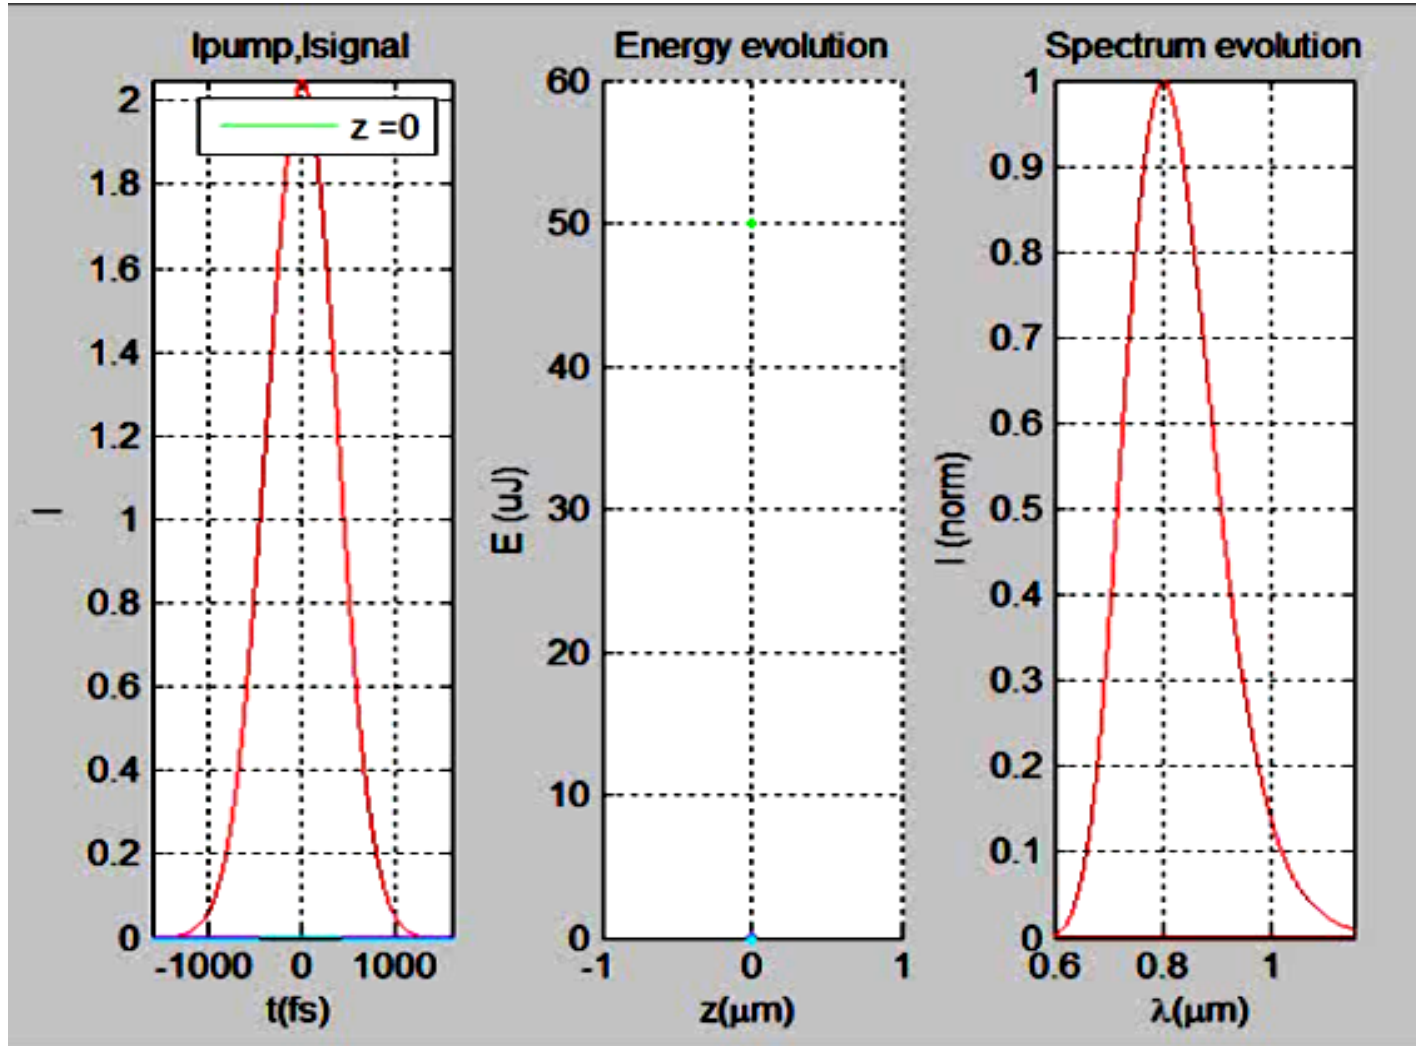 Ipump,Isignal
z =0
2
1.8
1.6
1.4
1.2
1
0.8
0.6
0.4
0.2
0
I
-1000 0 1000
t(fs)
Energy evolution
60
50
40
30
20
10
0
E (uJ)
-1 0 1
z(μm)
Spectrum evolution
1
0.9
0.8
0.7
0.6
0.5
0.4
0.3
0.2
0.1
0
I (norm)
0.6 0.8 1
λ(μm)